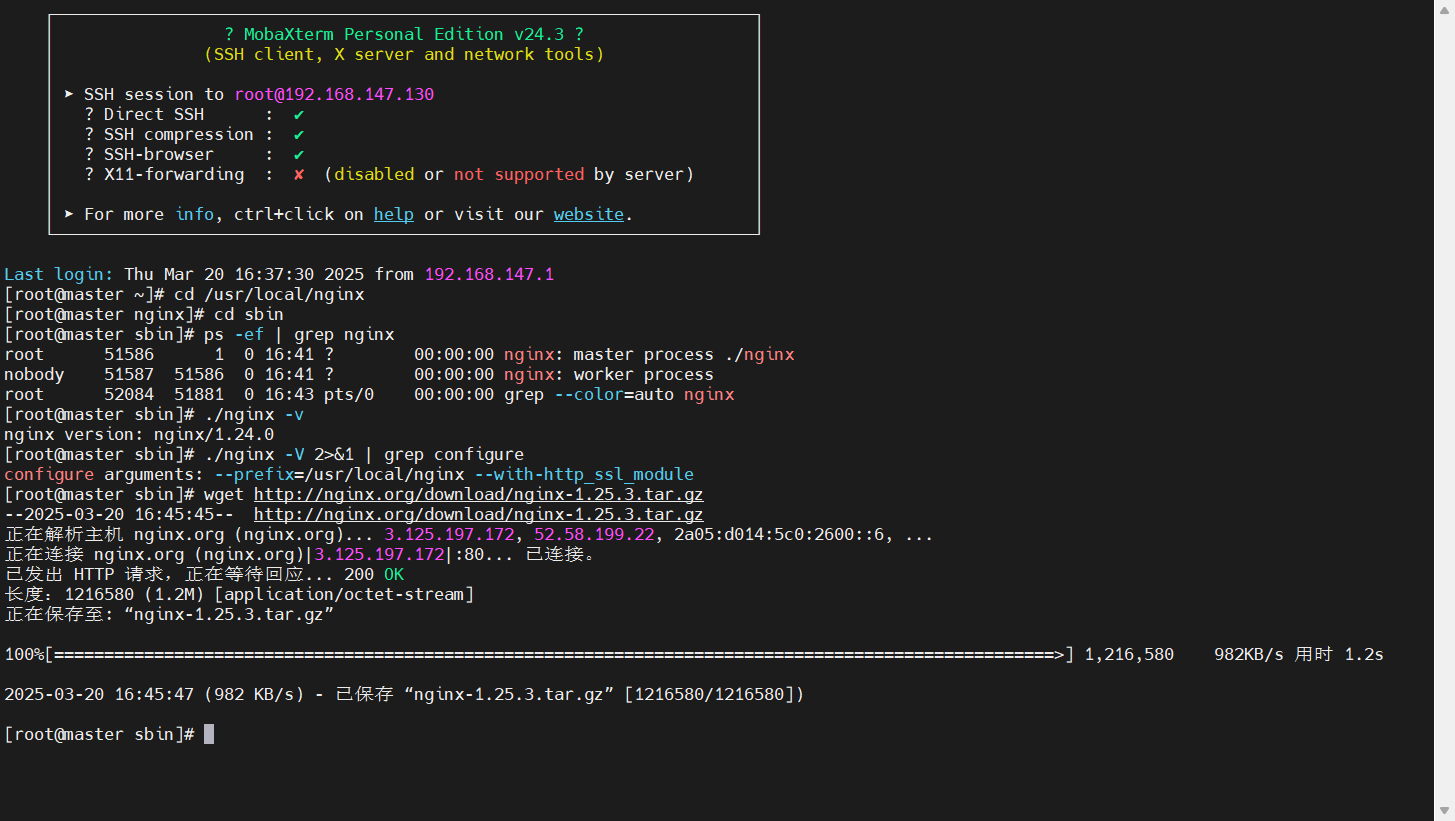 ? MobaXterm Personal Edition v24.3 ?
(SSH client, X server and network tools)
➤ SSH session to root@192.168.147.130
? Direct SSH      :  ✔
? SSH compression :  ✔
? SSH-browser     :  ✔
? X11-forwarding  :  ✘  (disabled or not supported by server)
➤ For more info, ctrl+click on help or visit our website.
Last login: Thu Mar 20 16:37:30 2025 from 192.168.147.1
[root@master ~]# cd /usr/local/nginx
[root@master nginx]# cd sbin
[root@master sbin]# ps -ef | grep nginx
root      51586      1  0 16:41 ?        00:00:00 nginx: master process ./nginx
nobody    51587  51586  0 16:41 ?        00:00:00 nginx: worker process
root      52084  51881  0 16:43 pts/0    00:00:00 grep --color=auto nginx
[root@master sbin]# ./nginx -v
nginx version: nginx/1.24.0
[root@master sbin]# ./nginx -V 2>&1 | grep configure
configure arguments: --prefix=/usr/local/nginx --with-http_ssl_module
[root@master sbin]# wget http://nginx.org/download/nginx-1.25.3.tar.gz
--2025-03-20 16:45:45--  http://nginx.org/download/nginx-1.25.3.tar.gz
正在解析主机 nginx.org (nginx.org)... 3.125.197.172, 52.58.199.22, 2a05:d014:5c0:2600::6, ...
正在连接 nginx.org (nginx.org)|3.125.197.172|:80... 已连接。
已发出 HTTP 请求，正在等待回应... 200 OK
长度：1216580 (1.2M) [application/octet-stream]
正在保存至: “nginx-1.25.3.tar.gz”
100%[====================================================================================================>] 1,216,580    982KB/s 用时 1.2s
2025-03-20 16:45:47 (982 KB/s) - 已保存 “nginx-1.25.3.tar.gz” [1216580/1216580])
[root@master sbin]#